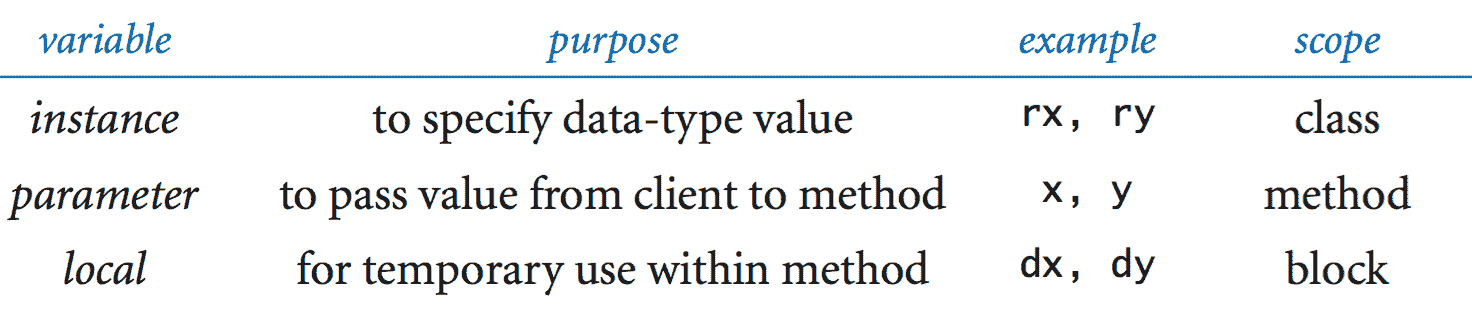 variable purpose example scope
instance to specify data-type value rx, ry class
parameter to pass value from client to method x, y method
local for temporary use within method dx, dy block